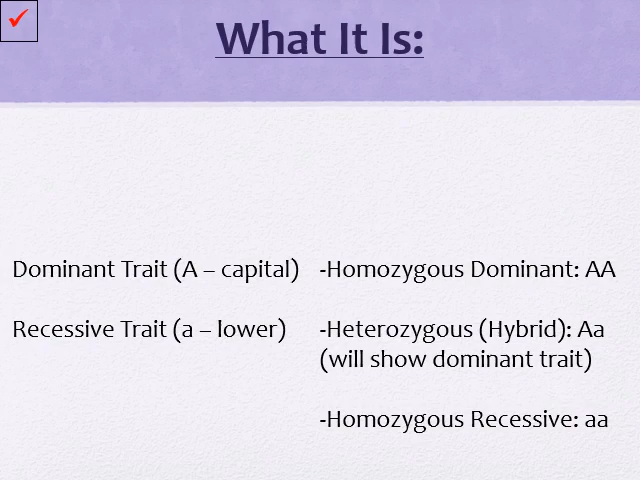 What It Is:
Dominant Trait (A – capital)
Recessive Trait (a – lower)
-Homozygous Dominant: AA
-Heterozygous (Hybrid): Aa
(will show dominant trait)
-Homozygous Recessive: aa